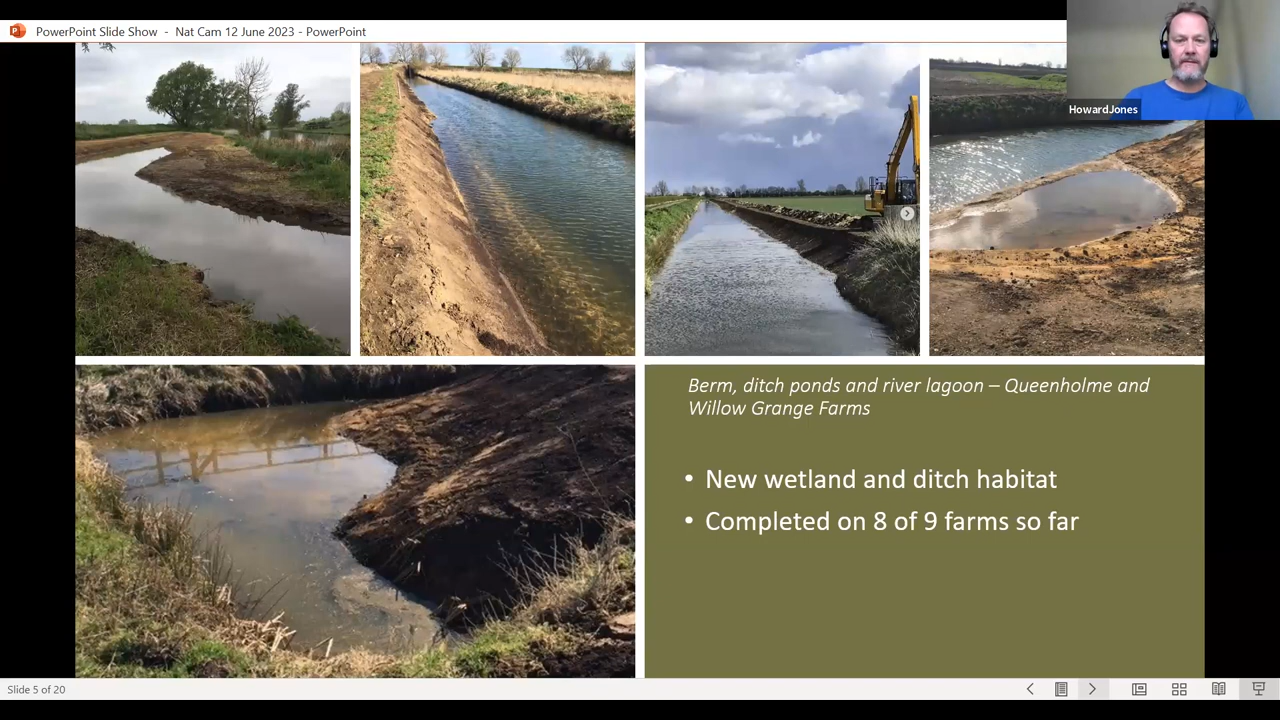 PowerPoint Slide Show - Nat Cam 12 June 2023 - PowerPoint
HowardJones
Berm, ditch ponds and river lagoon – Queenholme and
Willow Grange Farms
• New wetland and ditch habitat
• Completed on 8 of 9 farms so far
Slide 5 of 20